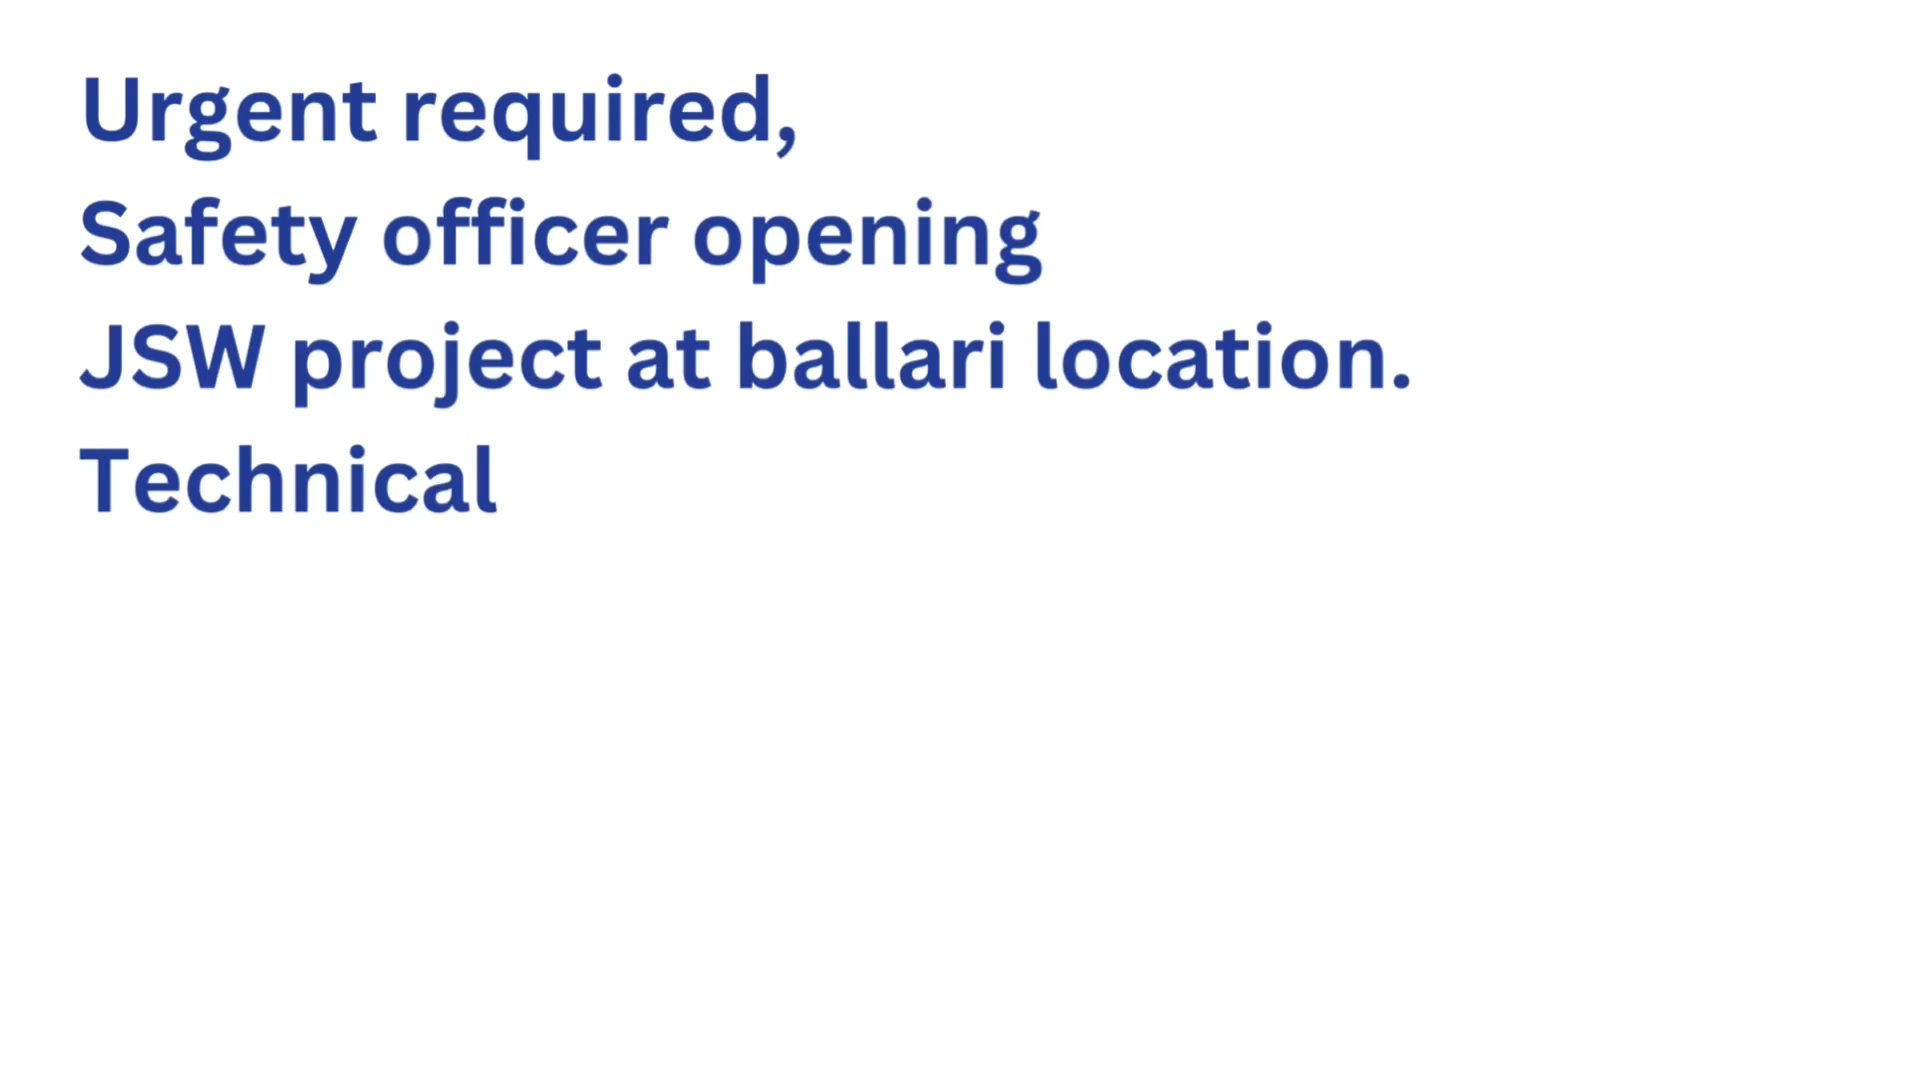 Urgent required,
Safety officer opening
JSW project at ballari location.
Technical